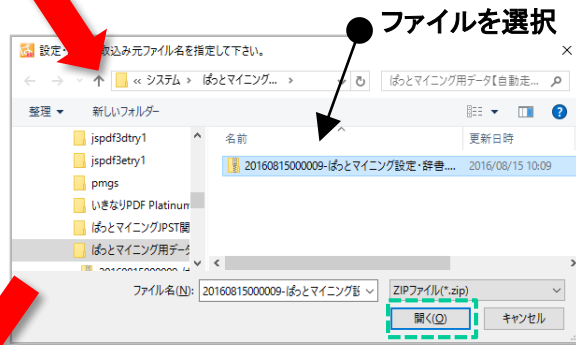 ファイルを選択
設定・
取込み元ファイル名を指定して下さい。
« システム › ぱっとマイニング... ›
ぱっとマイニング用データ【自動走...
整理
新しいフォルダー
jspdf3dtry1
jspdf3etry1
pmgs
いきなりPDF Platinum
ぱっとマイニングJPST関
ぱっとマイニング用データ
名前
更新日時
20160815000009-ぱっとマイニング設定・辞書....
2016/08/15 10:09
ファイル名(N):
20160815000009-ぱっとマイニング設
ZIPファイル(*.zip)
開く(O)
キャンセル